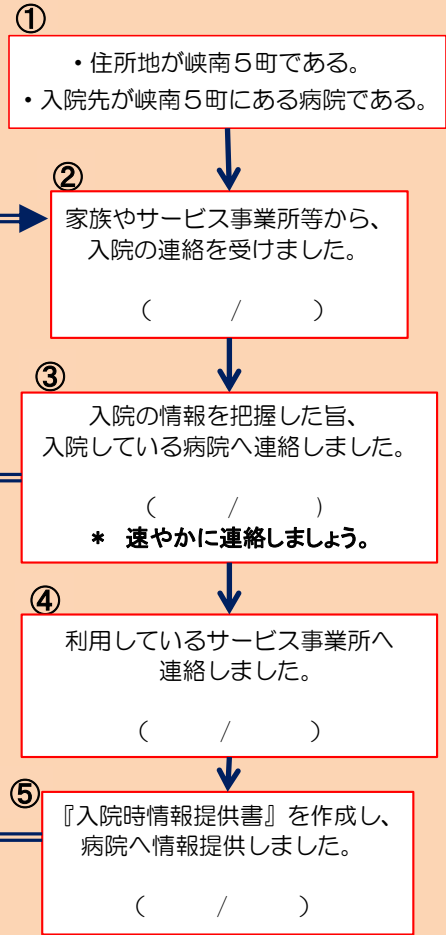 ①
・住所地が峡南５町である。
・入院先が峡南５町にある病院である。
②
家族やサービス事業所等から、
入院の連絡を受けました。
（　　/　　）
③
入院の情報を把握した旨、
入院している病院へ連絡しました。
（　　/　　）
＊　速やかに連絡しましょう。
④
利用しているサービス事業所へ
連絡しました。
（　　/　　）
⑤
『入院時情報提供書』を作成し、
病院へ情報提供しました。
（　　/　　）